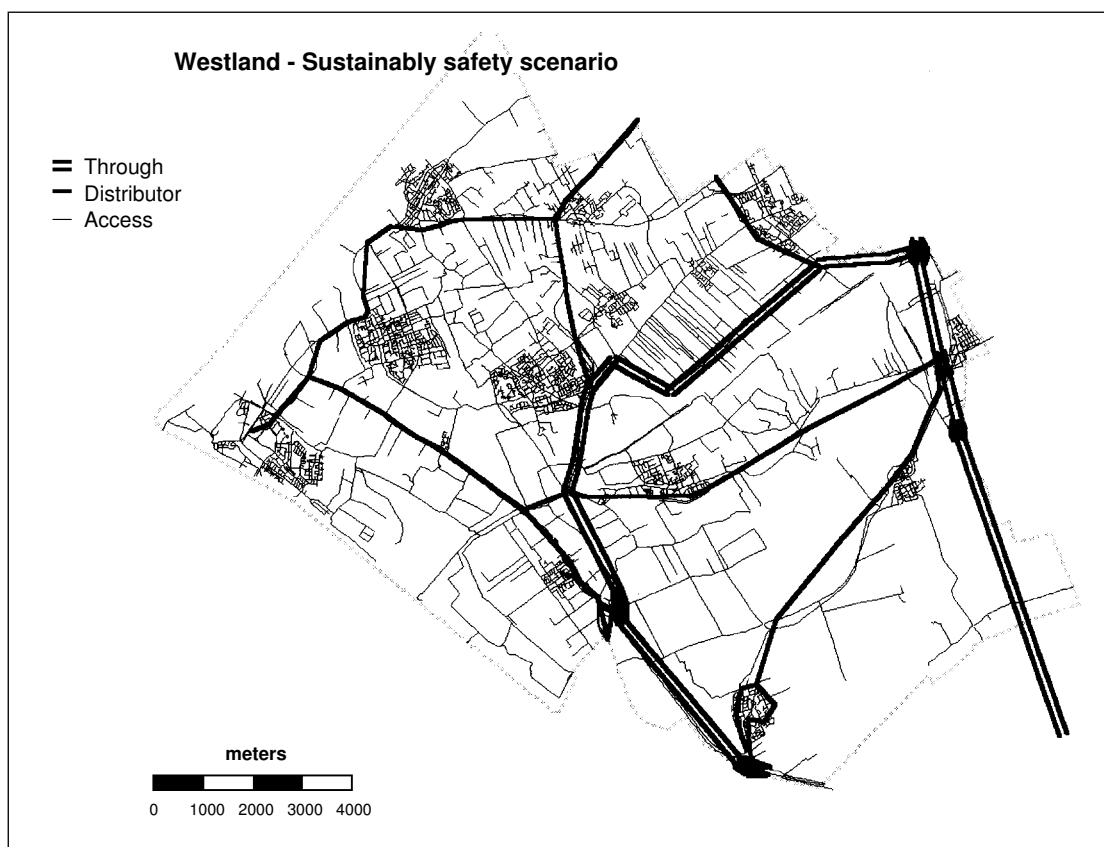 Westland - Sustainably safety scenario
Through
Distributor
Access
meters
0 1000 2000 3000 4000